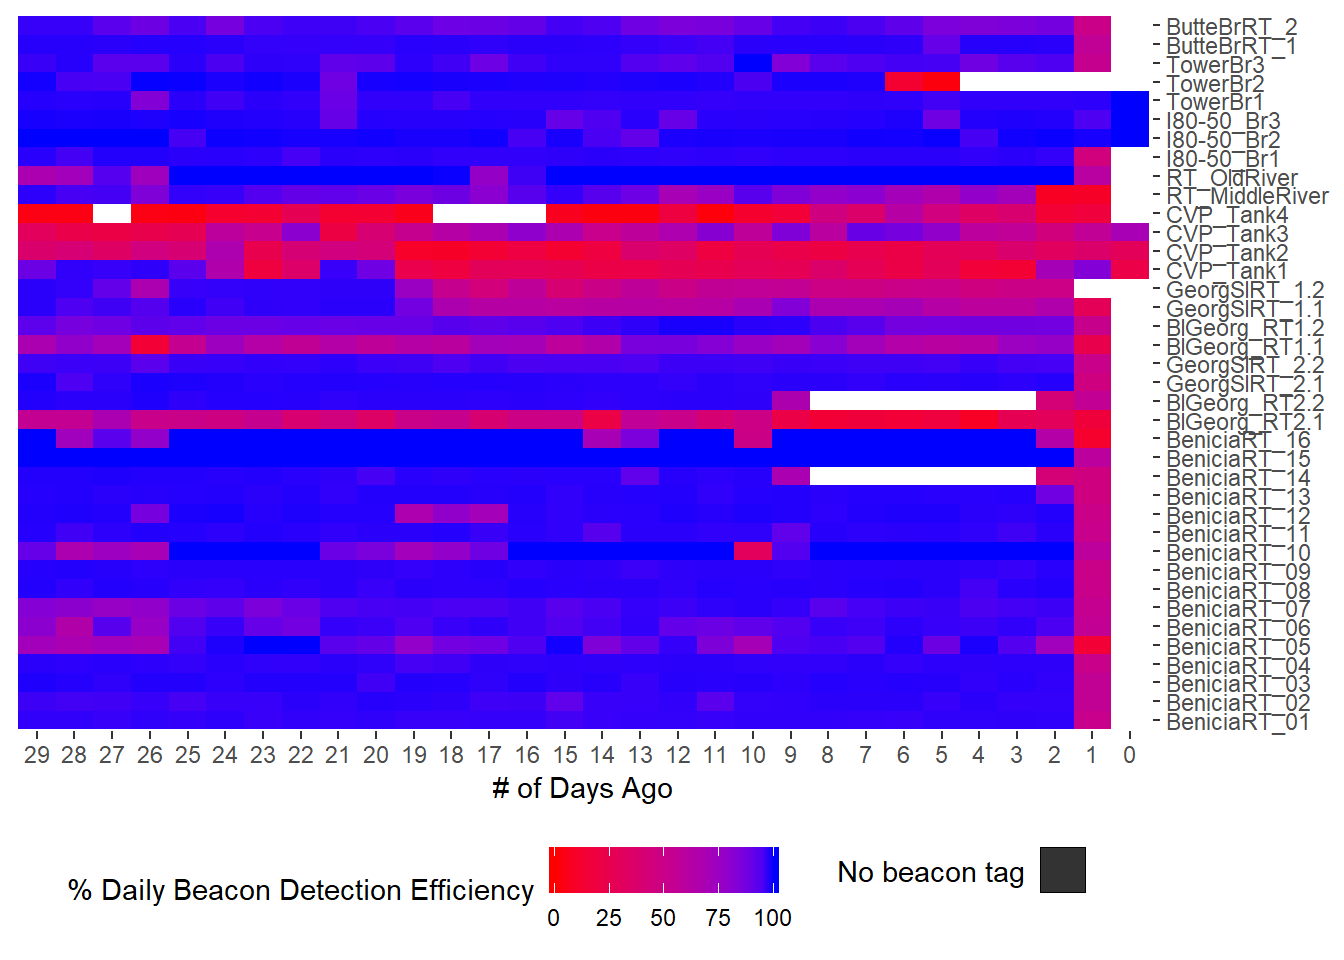 ButteBrRT_2
ButteBrRT_1
TowerBr3
TowerBr2
TowerBr1
I80-50_Br3
I80-50_Br2
I80-50_Br1
RT_OldRiver
RT_MiddleRiver
CVP_Tank4
CVP_Tank3
CVP_Tank2
CVP_Tank1
GeorgSlRT_1.2
GeorgSlRT_1.1
BlGeorg_RT1.2
BlGeorg_RT1.1
GeorgSlRT_2.2
GeorgSlRT_2.1
BlGeorg_RT2.2
BlGeorg_RT2.1
BeniciaRT_16
BeniciaRT_15
BeniciaRT_14
BeniciaRT_13
BeniciaRT_12
BeniciaRT_11
BeniciaRT_10
BeniciaRT_09
BeniciaRT_08
BeniciaRT_07
BeniciaRT_06
BeniciaRT_05
BeniciaRT_04
BeniciaRT_03
BeniciaRT_02
BeniciaRT_01
29 28 27 26 25 24 23 22 21 20 19 18 17 16 15 14 13 12 11 10 9 8 7 6 5 4 3 2 1 0
# of Days Ago
% Daily Beacon Detection Efficiency
0 25 50 75 100
No beacon tag